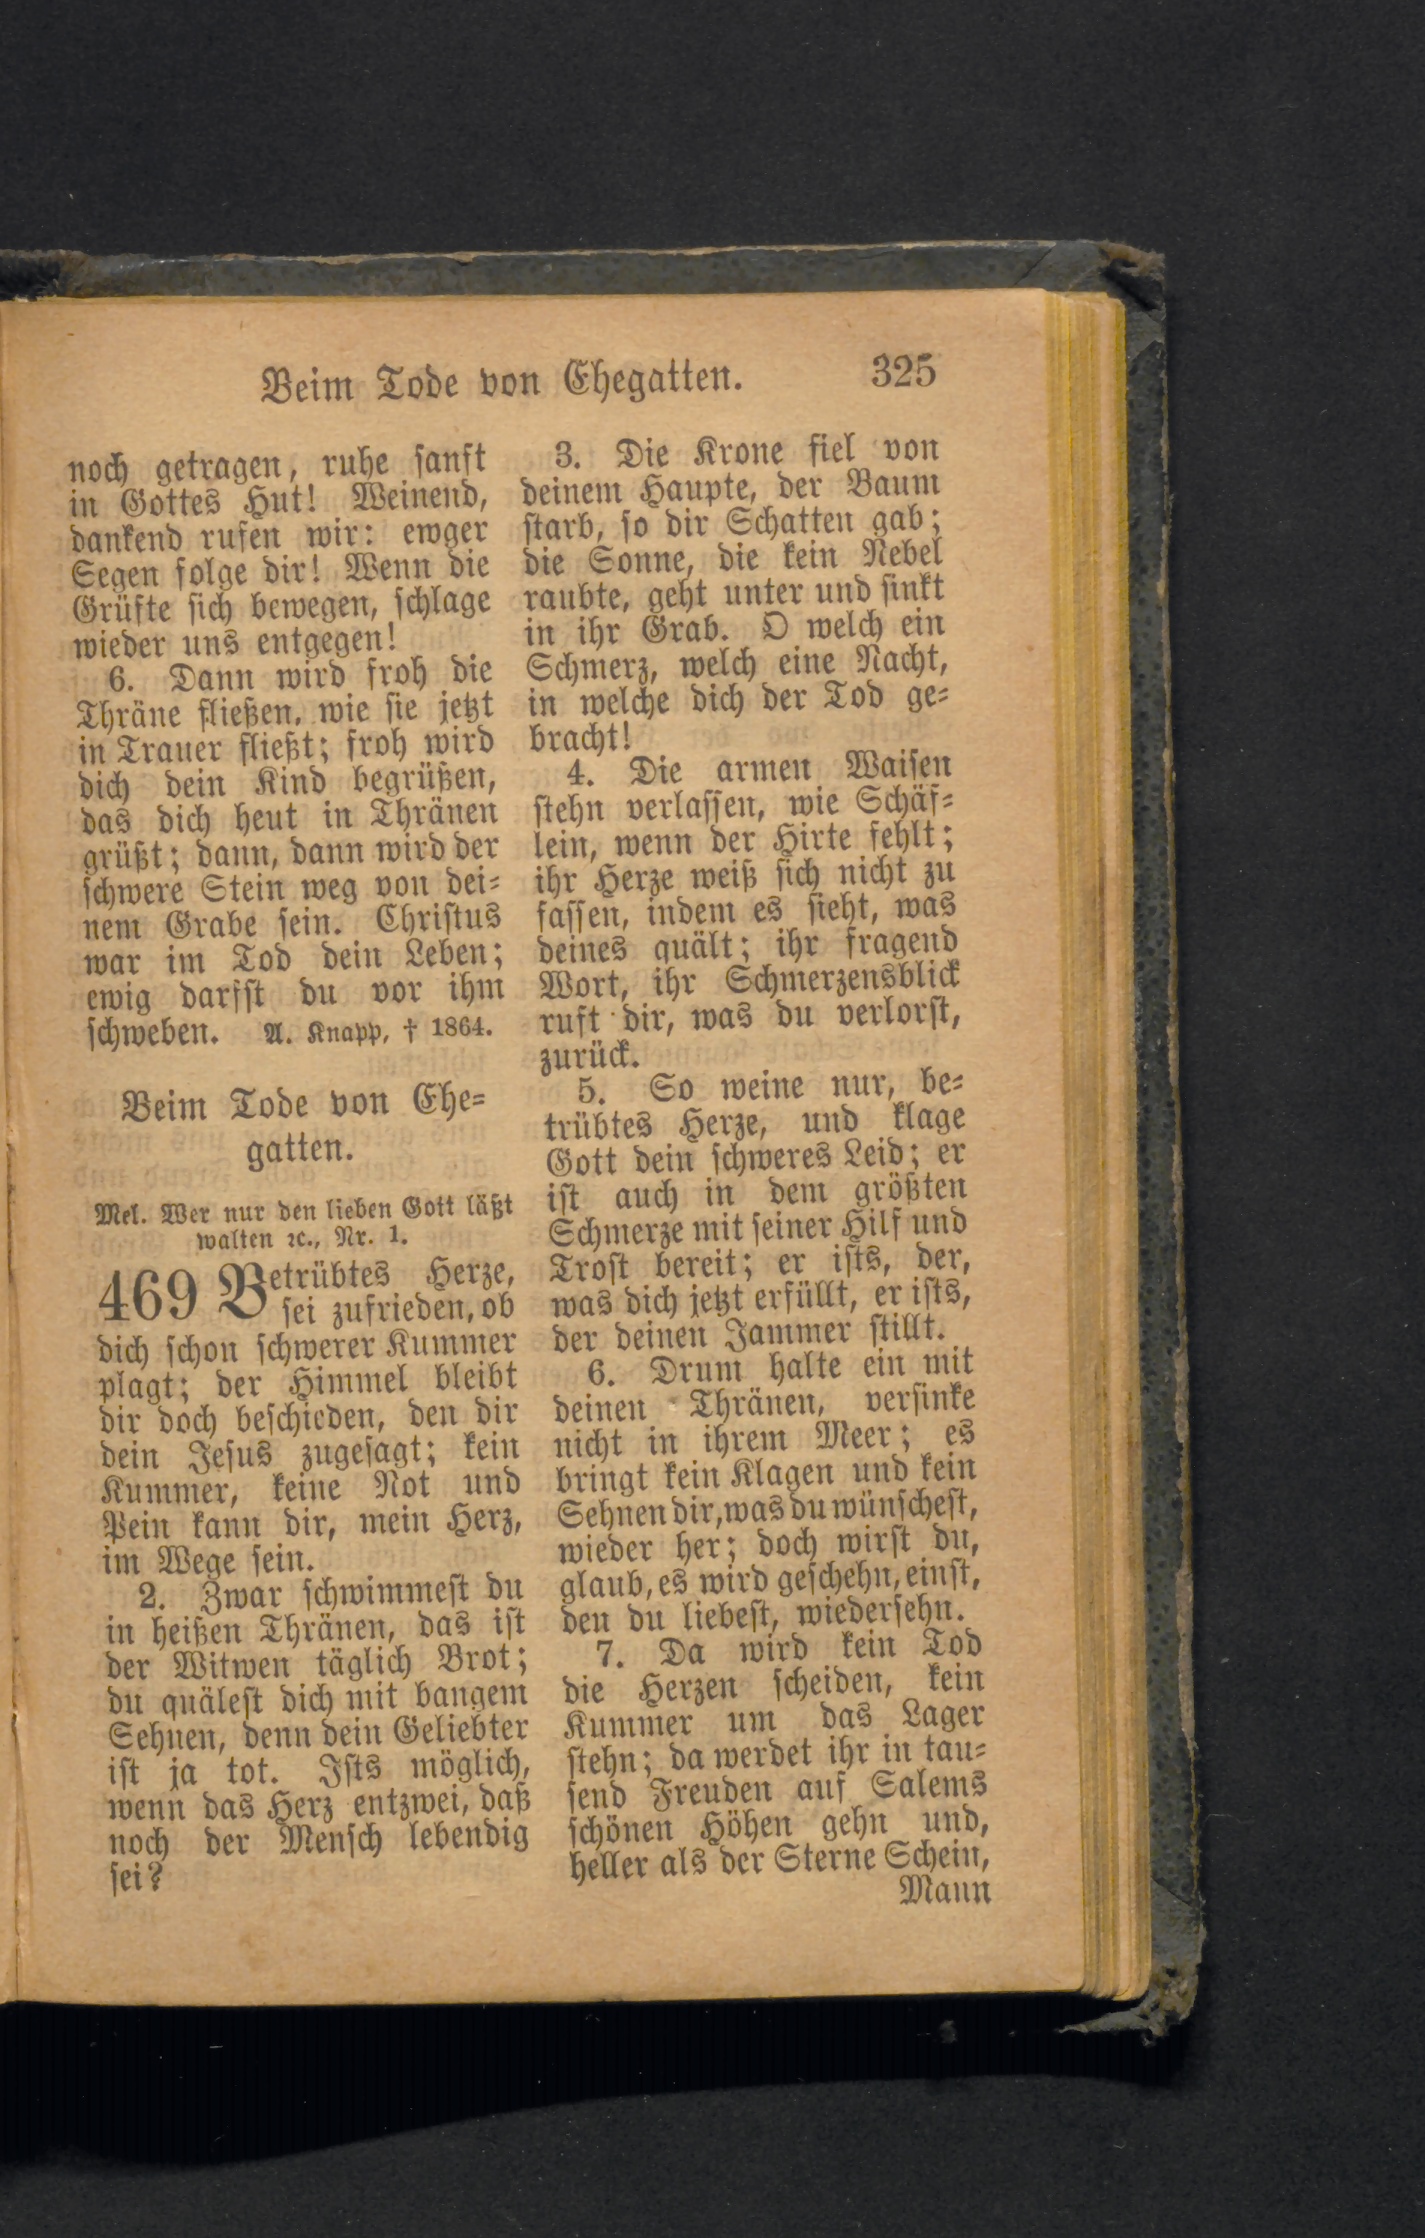 Beim Tode von Ehegatten. 325
noch getragen, ruhe sanft
in Gottes Hut! Weinend,
dankend rufen wir: ewger
Segen folge dir! Wenn die
Grüfte sich bewegen, schlage
wieder uns entgegen!
6. Dann wird froh die
Thräne fließen, wie sie jetzt
in Trauer fließt; froh wird
dich dein Kind begrüßen,
das dich heut in Thränen
grüßt; dann, dann wird der
schwere Stein weg von dei-
nem Grabe sein. Christus
war im Tod dein Leben;
ewig darfst du vor ihm
schweben. A. Knapp, † 1864.
Beim Tode von Ehe-
gatten.
Mel. Wer nur den lieben Gott läßt
walten ꝛc., Nr. 1.
469 Betrübtes Herze,
sei zufrieden, ob
dich schon schwerer Kummer
plagt; der Himmel bleibt
dir doch beschieden, den dir
dein Jesus zugesagt; kein
Kummer, keine Not und
Pein kann dir, mein Herz,
im Wege sein.
2. Zwar schwimmest du
in heißen Thränen, das ist
der Witwen täglich Brot;
du quälest dich mit bangem
Sehnen, denn dein Geliebter
ist ja tot. Ists möglich,
wenn das Herz entzwei, daß
noch der Mensch lebendig
sei?
3. Die Krone fiel von
deinem Haupte, der Baum
starb, so dir Schatten gab;
die Sonne, die kein Nebel
raubte, geht unter und sinkt
in ihr Grab. O welch ein
Schmerz, welch eine Nacht,
in welche dich der Tod ge-
bracht!
4. Die armen Waisen
stehn verlassen, wie Schäf-
lein, wenn der Hirte fehlt;
ihr Herze weiß sich nicht zu
fassen, indem es sieht, was
deines quält; ihr fragend
Wort, ihr Schmerzensblick
ruft dir, was du verlorst,
zurück.
5. So weine nur, be-
trübtes Herze, und klage
Gott dein schweres Leid; er
ist auch in dem größten
Schmerze mit seiner Hilf und
Trost bereit; er ists, der,
was dich jetzt erfüllt, er ists,
der deinen Jammer stillt.
6. Drum halte ein mit
deinen Thränen, versinke
nicht in ihrem Meer; es
bringt kein Klagen und kein
Sehnen dir, was du wünschest,
wieder her; doch wirst du,
glaub, es wird geschehn, einst,
den du liebest, wiedersehn.
7. Da wird kein Tod
die Herzen scheiden, kein
Kummer um das Lager
stehn; da werdet ihr in tau-
send Freuden auf Salems
schönen Höhen gehn und,
heller als der Sterne Schein,
Mann